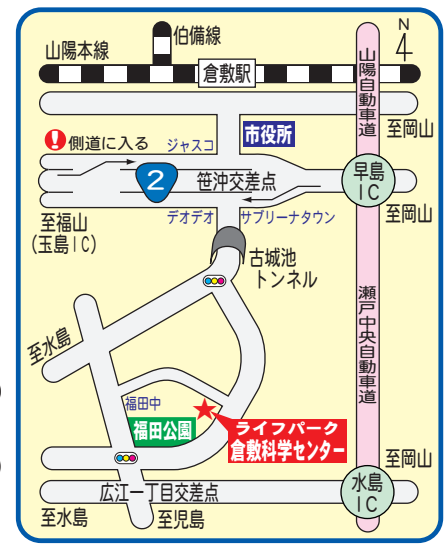 伯備線
山陽本線
N
4
倉敷駅
山陽自動車道
至岡山
! 側道に入る
ジャスコ
市役所
2
笹沖交差点
早島
IC
至福山
(玉島IC)
デオデオ
サブリーナタウン
至岡山
古城池
トンネル
瀬戸中央自動車道
至水島
福田中
福田公園
ライフパーク
倉敷科学センター
至岡山
広江一丁目交差点
水島
IC
至水島
至児島